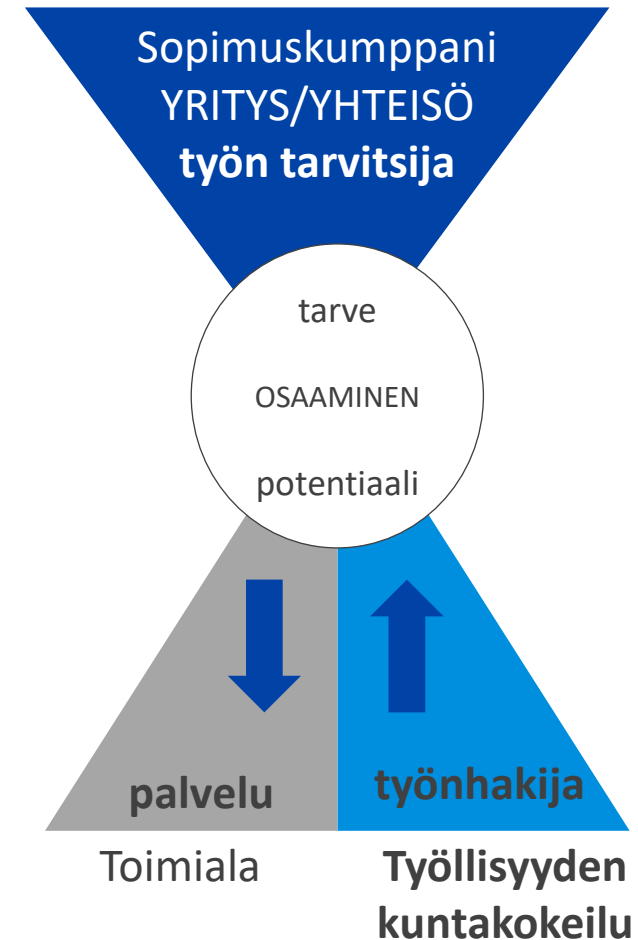 Sopimuskumppani
YRITYS/YHTEISÖ
työn tarvitsija
tarve
OSAAMINEN
potentiaali
palvelu
työnhakija
Toimiala
Työllisyyden
kuntakokeilu